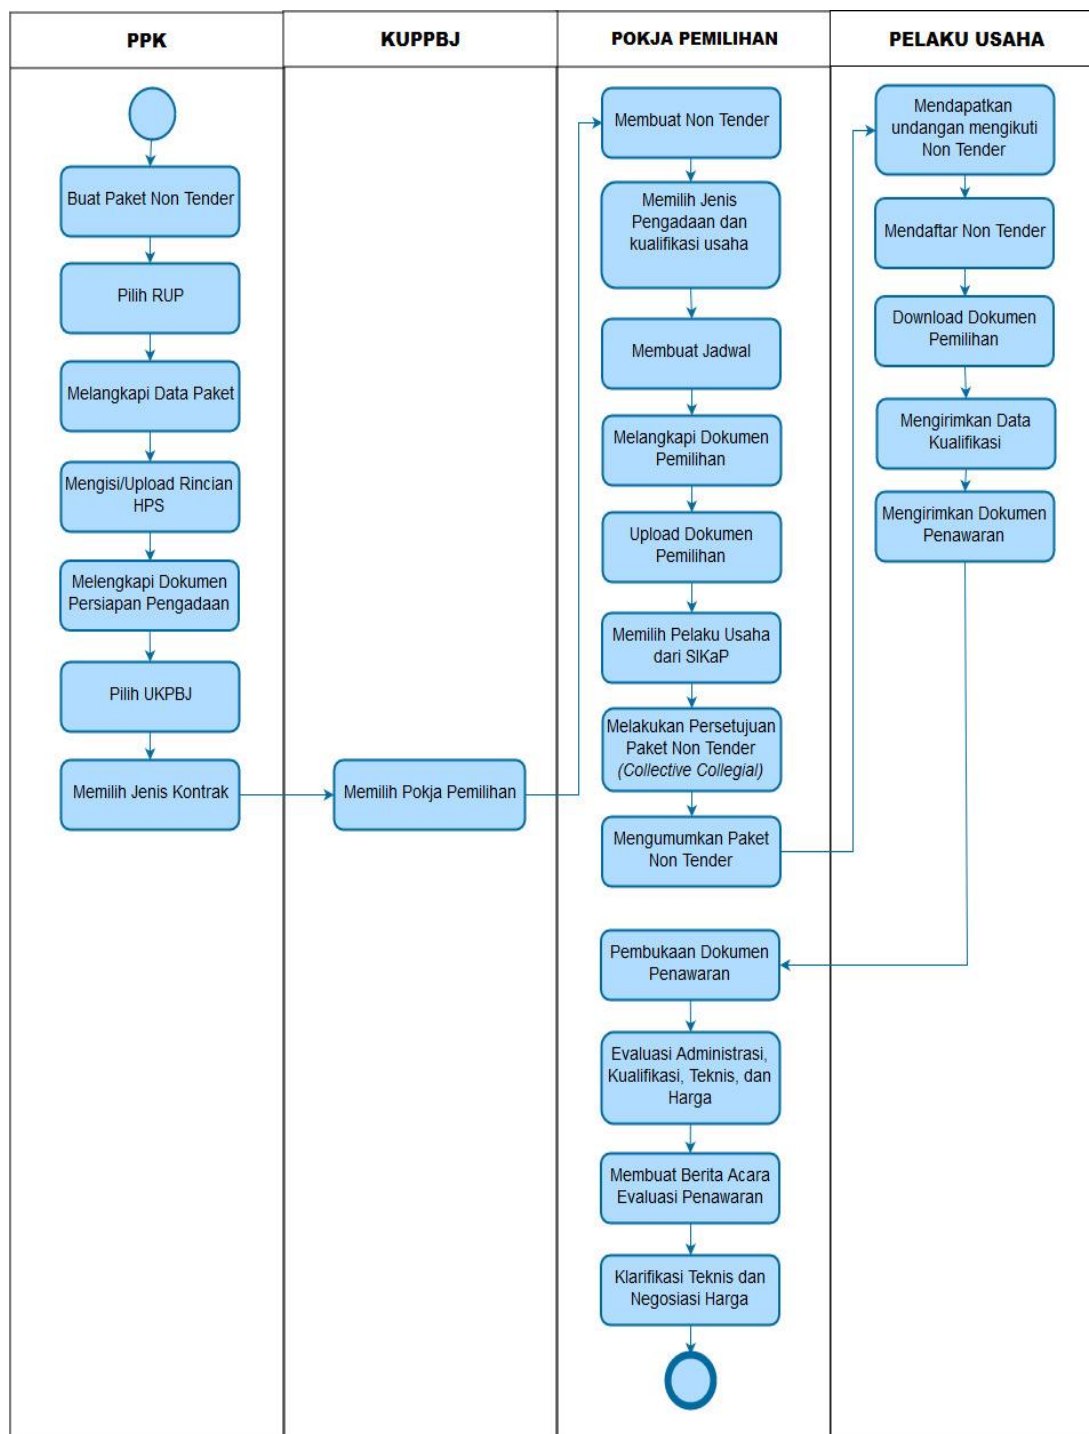 PPK
KUPPBJ
POKJA PEMILIHAN
PELAKU USAHA
Buat Paket Non Tender
Pilih RUP
Melangkapi Data Paket
Mengisi/Upload Rincian
HPS
Melengkapi Dokumen
Persiapan Pengadaan
Pilih UKPBJ
Memilih Jenis Kontrak
Memilih Pokja Pemilihan
Membuat Non Tender
Memilih Jenis
Pengadaan dan
kualifikasi usaha
Membuat Jadwal
Melangkapi Dokumen
Pemilihan
Upload Dokumen
Pemilihan
Memilih Pelaku Usaha
dari SIKaP
Melakukan Persetujuan
Paket Non Tender
(Collective Collegial)
Mengumumkan Paket
Non Tender
Mendapatkan
undangan mengikuti
Non Tender
Mendaftar Non Tender
Download Dokumen
Pemilihan
Mengirimkan Data
Kualifikasi
Mengirimkan Dokumen
Penawaran
Pembukaan Dokumen
Penawaran
Evaluasi Administrasi,
Kualifikasi, Teknis, dan
Harga
Membuat Berita Acara
Evaluasi Penawaran
Klarifikasi Teknis dan
Negosiasi Harga